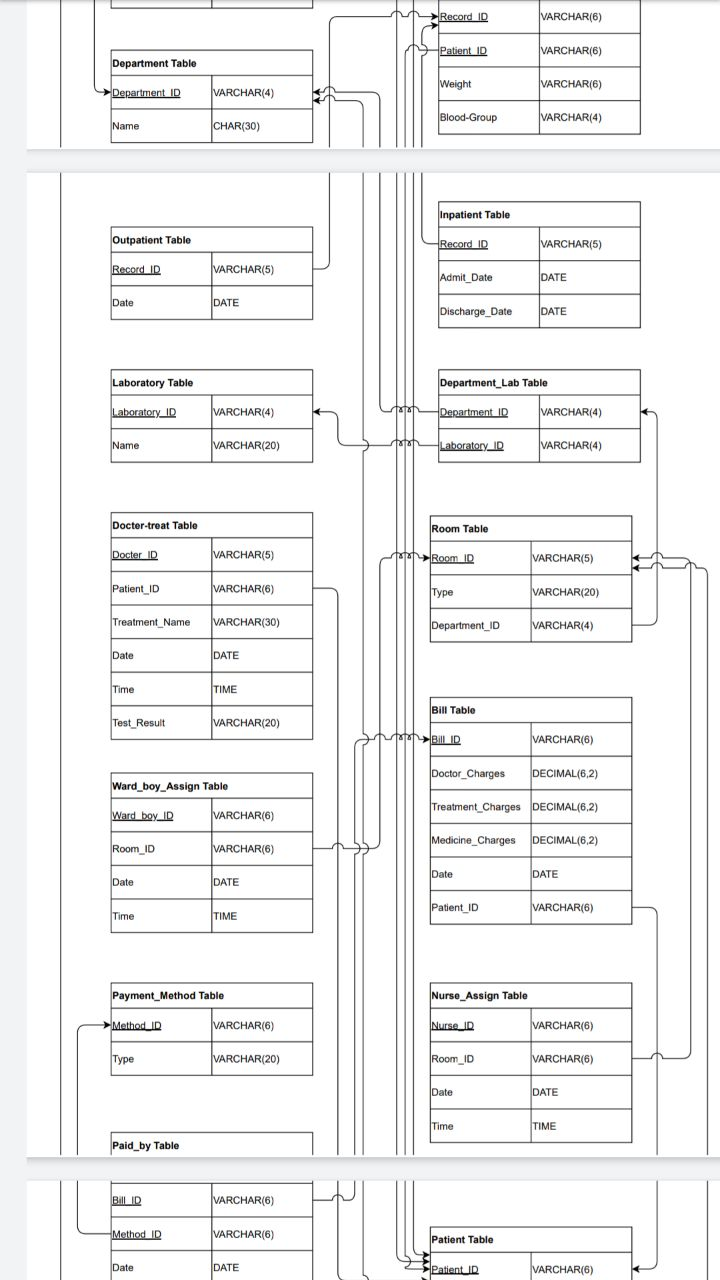 Record_ID VARCHAR(6)
Patient_ID VARCHAR(6)
Weight VARCHAR(6)
Blood-Group VARCHAR(4)
Department Table
Department_ID VARCHAR(4)
Name CHAR(30)
Outpatient Table
Record_ID VARCHAR(5)
Date DATE
Inpatient Table
Record_ID VARCHAR(5)
Admit_Date DATE
Discharge_Date DATE
Laboratory Table
Laboratory_ID VARCHAR(4)
Name VARCHAR(20)
Department_Lab Table
Department_ID VARCHAR(4)
Laboratory_ID VARCHAR(4)
Docter-treat Table
Docter_ID VARCHAR(5)
Patient_ID VARCHAR(6)
Treatment_Name VARCHAR(30)
Date DATE
Time TIME
Test_Result VARCHAR(20)
Room Table
Room_ID VARCHAR(5)
Type VARCHAR(20)
Department_ID VARCHAR(4)
Bill Table
Bill_ID VARCHAR(6)
Doctor_Charges DECIMAL(6,2)
Treatment_Charges DECIMAL(6,2)
Medicine_Charges DECIMAL(6,2)
Date DATE
Patient_ID VARCHAR(6)
Ward_boy_Assign Table
Ward_boy_ID VARCHAR(6)
Room_ID VARCHAR(6)
Date DATE
Time TIME
Payment_Method Table
Method_ID VARCHAR(6)
Type VARCHAR(20)
Nurse_Assign Table
Nurse_ID VARCHAR(6)
Room_ID VARCHAR(6)
Date DATE
Time TIME
Paid_by Table
Bill_ID VARCHAR(6)
Method_ID VARCHAR(6)
Date DATE
Patient Table
Patient_ID VARCHAR(6)